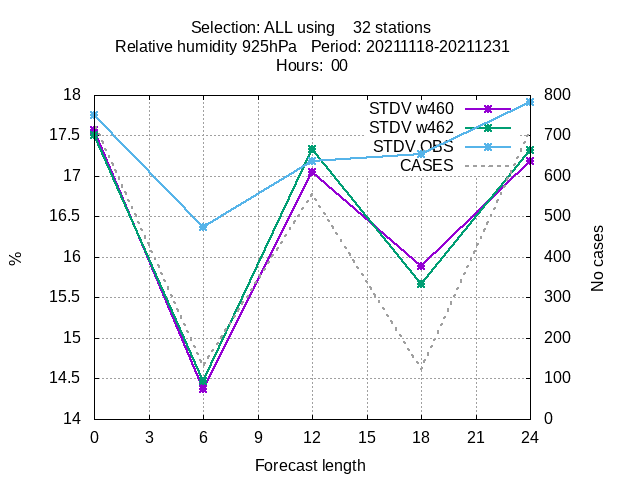 Selection: ALL using 32 stations
Relative humidity 925hPa Period: 20211118-20211231
Hours: 00
18 800
STDV w460
STDV w462
17.5 700
STDV OBS
CASES
17 600
16.5 500
16 400
% No cases
15.5 300
15 200
14.5 100
14 0
0 3 6 9 12 15 18 21 24
Forecast length